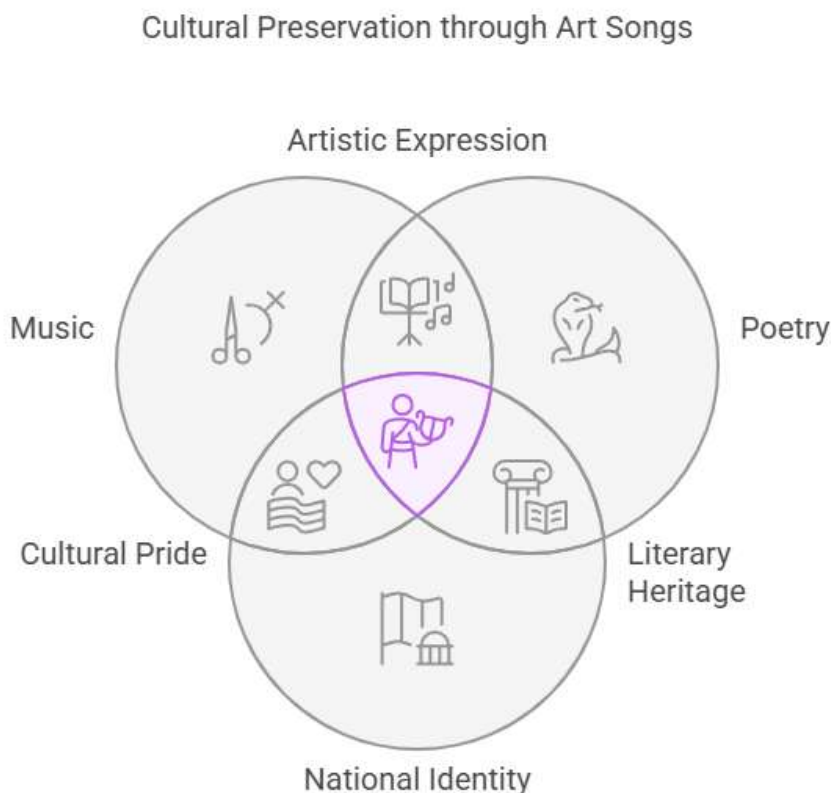 Cultural Preservation through Art Songs
Artistic Expression
Music
Poetry
Cultural Pride
Literary
Heritage
National Identity